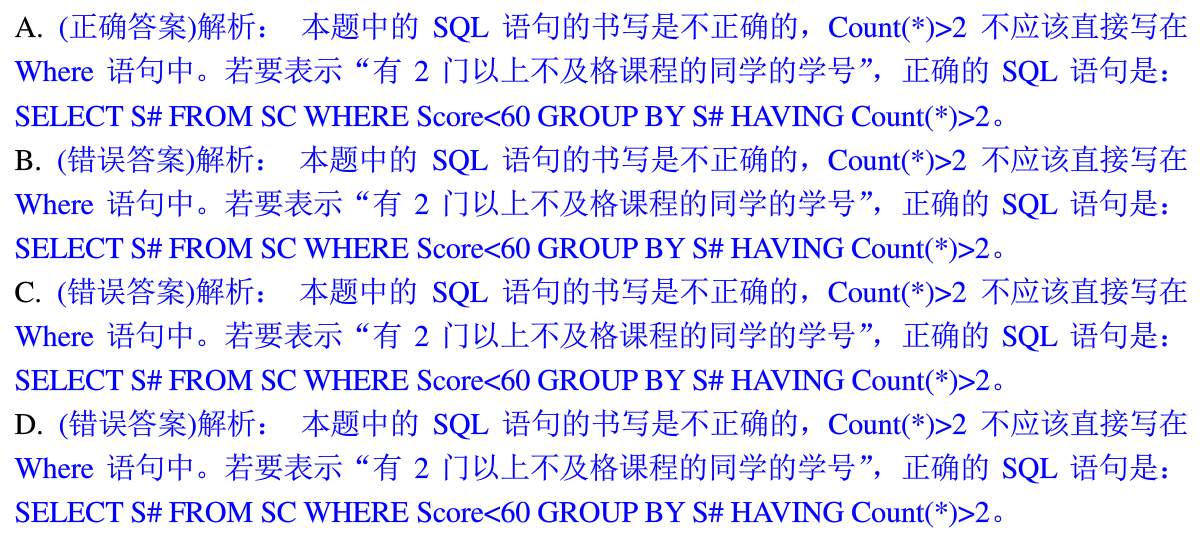 A. (正确答案)解析： 本题中的 SQL 语句的书写是不正确的，Count(*)>2 不应该直接写在
Where 语句中。若要表示“有 2 门以上不及格课程的同学的学号”，正确的 SQL 语句是：
SELECT S# FROM SC WHERE Score<60 GROUP BY S# HAVING Count(*)>2。
B. (错误答案)解析： 本题中的 SQL 语句的书写是不正确的，Count(*)>2 不应该直接写在
Where 语句中。若要表示“有 2 门以上不及格课程的同学的学号”，正确的 SQL 语句是：
SELECT S# FROM SC WHERE Score<60 GROUP BY S# HAVING Count(*)>2。
C. (错误答案)解析： 本题中的 SQL 语句的书写是不正确的，Count(*)>2 不应该直接写在
Where 语句中。若要表示“有 2 门以上不及格课程的同学的学号”，正确的 SQL 语句是：
SELECT S# FROM SC WHERE Score<60 GROUP BY S# HAVING Count(*)>2。
D. (错误答案)解析： 本题中的 SQL 语句的书写是不正确的，Count(*)>2 不应该直接写在
Where 语句中。若要表示“有 2 门以上不及格课程的同学的学号”，正确的 SQL 语句是：
SELECT S# FROM SC WHERE Score<60 GROUP BY S# HAVING Count(*)>2。